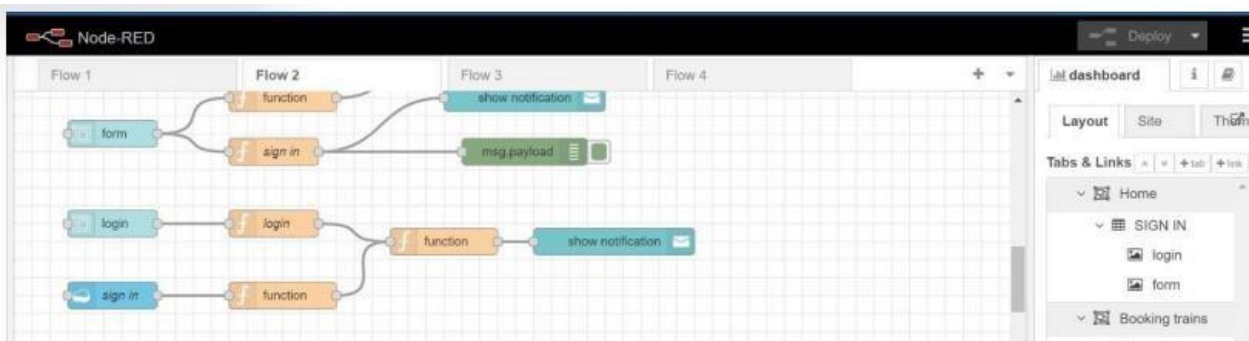 Node-RED
Deploy
Flow 1
Flow 2
Flow 3
Flow 4
dashboard
i
function
show notification
form
sign in
msg.payload
login
login
function
show notification
sign in
function
Layout
Site
Tabs & Links
+ tab
+ link
Home
SIGN IN
login
form
Booking trains